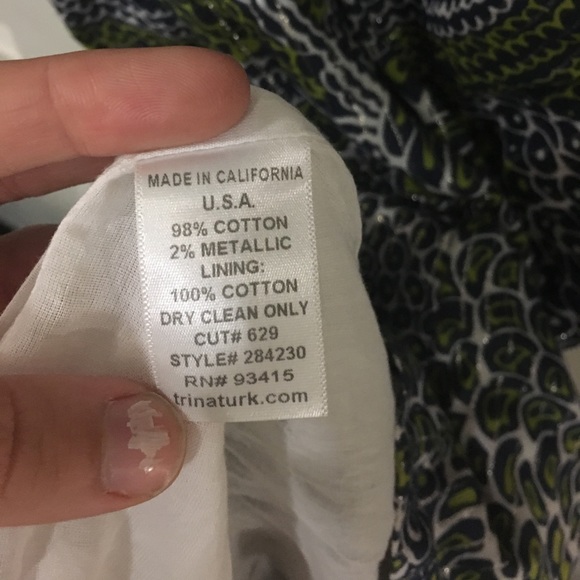 MADE IN CALIFORNIA
U.S.A.
98% COTTON
2% METALLIC
LINING:
100% COTTON
DRY CLEAN ONLY
CUT# 629
STYLE# 284230
RN# 93415
trinaturk.com